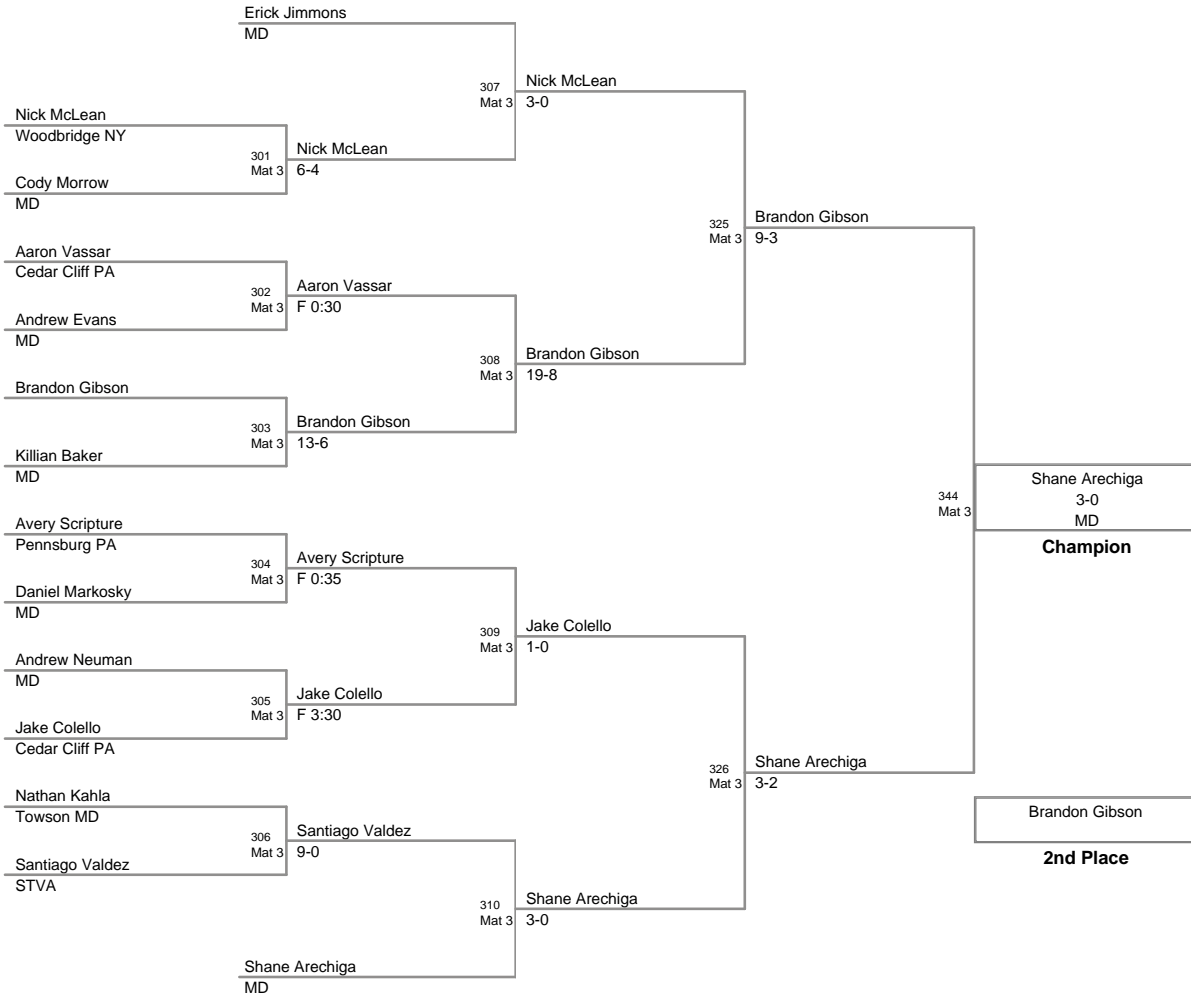 Erick Jimmons
MD
307
Mat 3
Nick McLean
3-0
Nick McLean
Woodbridge NY
301
Mat 3
Nick McLean
6-4
Cody Morrow
MD
325
Mat 3
Brandon Gibson
9-3
Aaron Vassar
Cedar Cliff PA
302
Mat 3
Aaron Vassar
F 0:30
Andrew Evans
MD
308
Mat 3
Brandon Gibson
19-8
Brandon Gibson
303
Mat 3
Brandon Gibson
13-6
Killian Baker
MD
344
Mat 3
Shane Arechiga
3-0
MD
Champion
Avery Scripture
Pennsburg PA
304
Mat 3
Avery Scripture
F 0:35
Daniel Markosky
MD
309
Mat 3
Jake Colello
1-0
Andrew Neuman
MD
305
Mat 3
Jake Colello
F 3:30
Jake Colello
Cedar Cliff PA
326
Mat 3
Shane Arechiga
3-2
Nathan Kahla
Towson MD
306
Mat 3
Santiago Valdez
9-0
Santiago Valdez
STVA
Brandon Gibson
2nd Place
310
Mat 3
Shane Arechiga
3-0
Shane Arechiga
MD